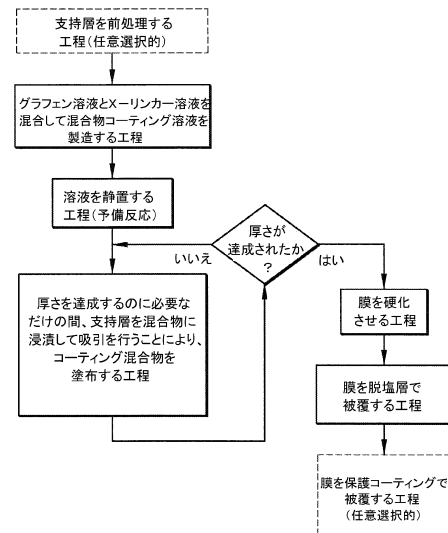 支持層を前処理する
工程(任意選択的)
グラフェン溶液とX－リンカー溶液を
混合して混合物コーティング溶液を
製造する工程
溶液を静置する
工程(予備反応)
厚さが
達成されたか
?
いいえ
はい
厚さを達成するのに必要な
だけの間、支持層を混合物に
浸漬して吸引を行うことにより、
コーティング混合物を
塗布する工程
膜を硬化
させる工程
膜を脱塩層で
被覆する工程
膜を保護コーティングで
被覆する工程
(任意選択的)